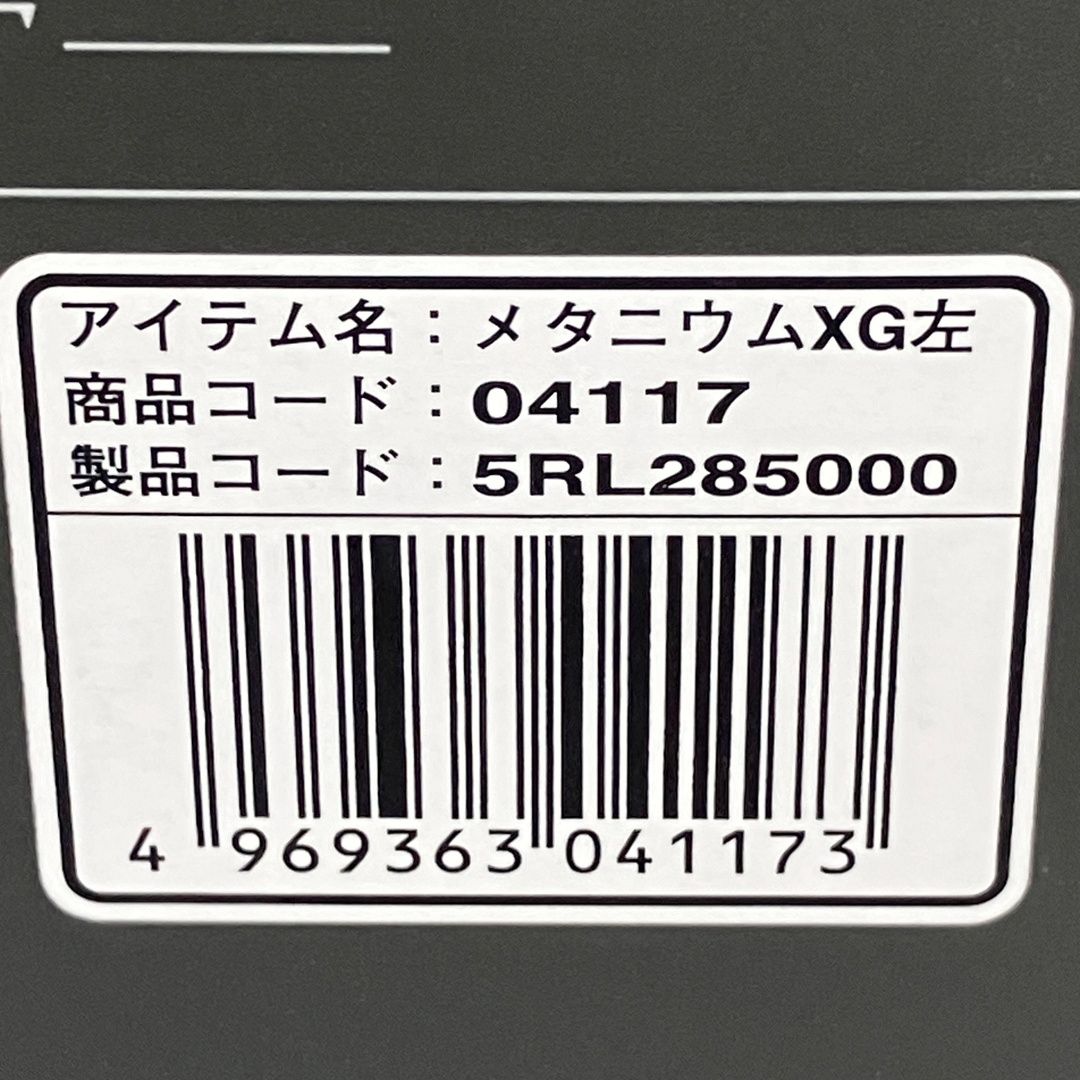 アイテム名：メタニウムXG左
商品コード：04117
製品コード：5RL285000
4 969363 041173